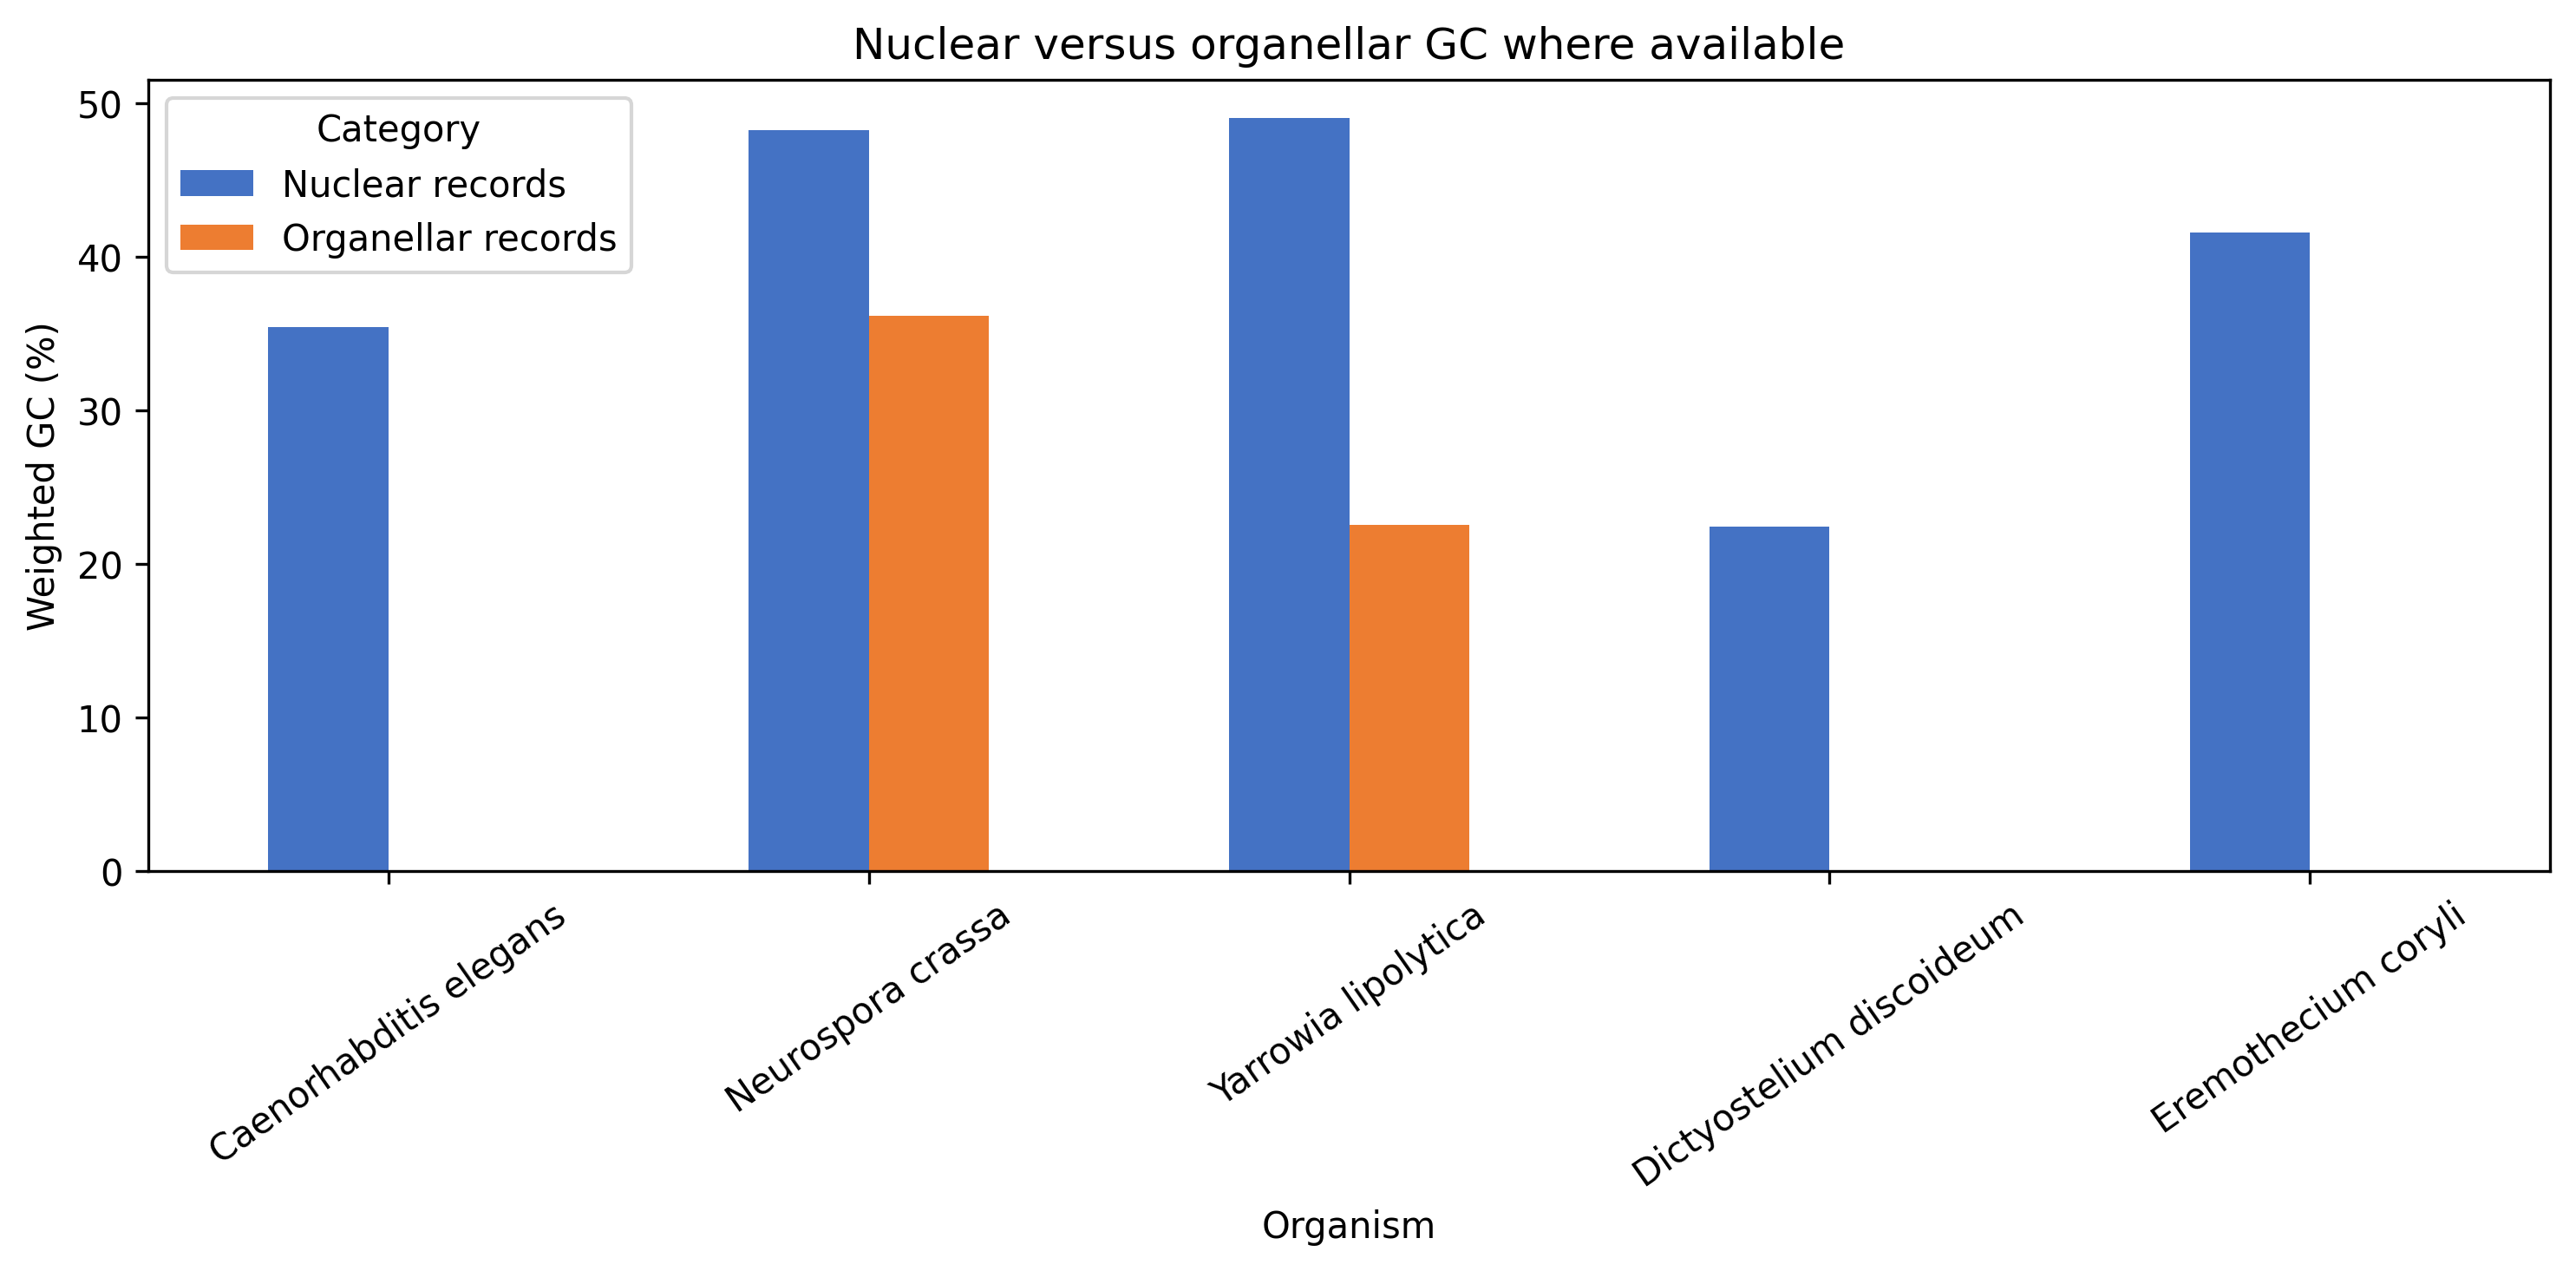 Nuclear versus organellar GC where available
Category
Nuclear records
Organellar records
Weighted GC (%)
50
40
30
20
10
0
Caenorhabditis elegans
Neurospora crassa
Yarrowia lipolytica
Dictyostelium discoideum
Eremothecium coryli
Organism